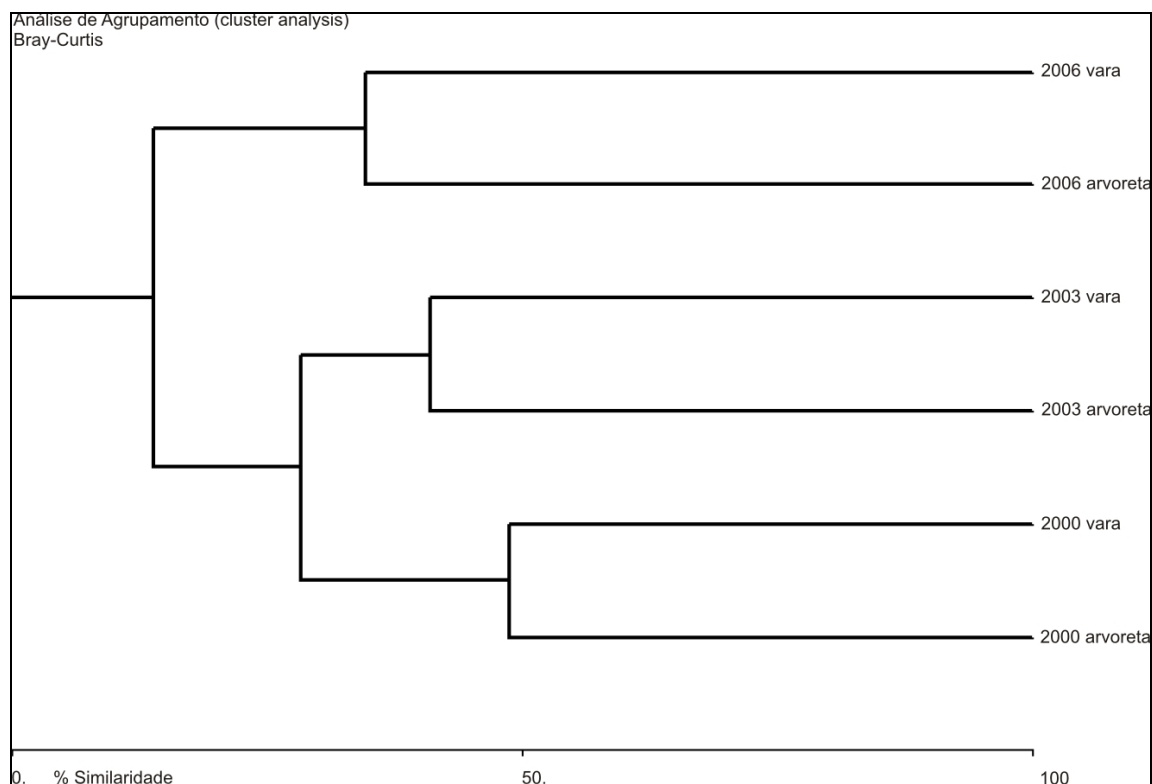 Análise de Agrupamento (cluster analysis)
Bray-Curtis
2006 vara
2006 arvoreta
2003 vara
2003 arvoreta
2000 vara
2000 arvoreta
0. % Similaridade 50. 100